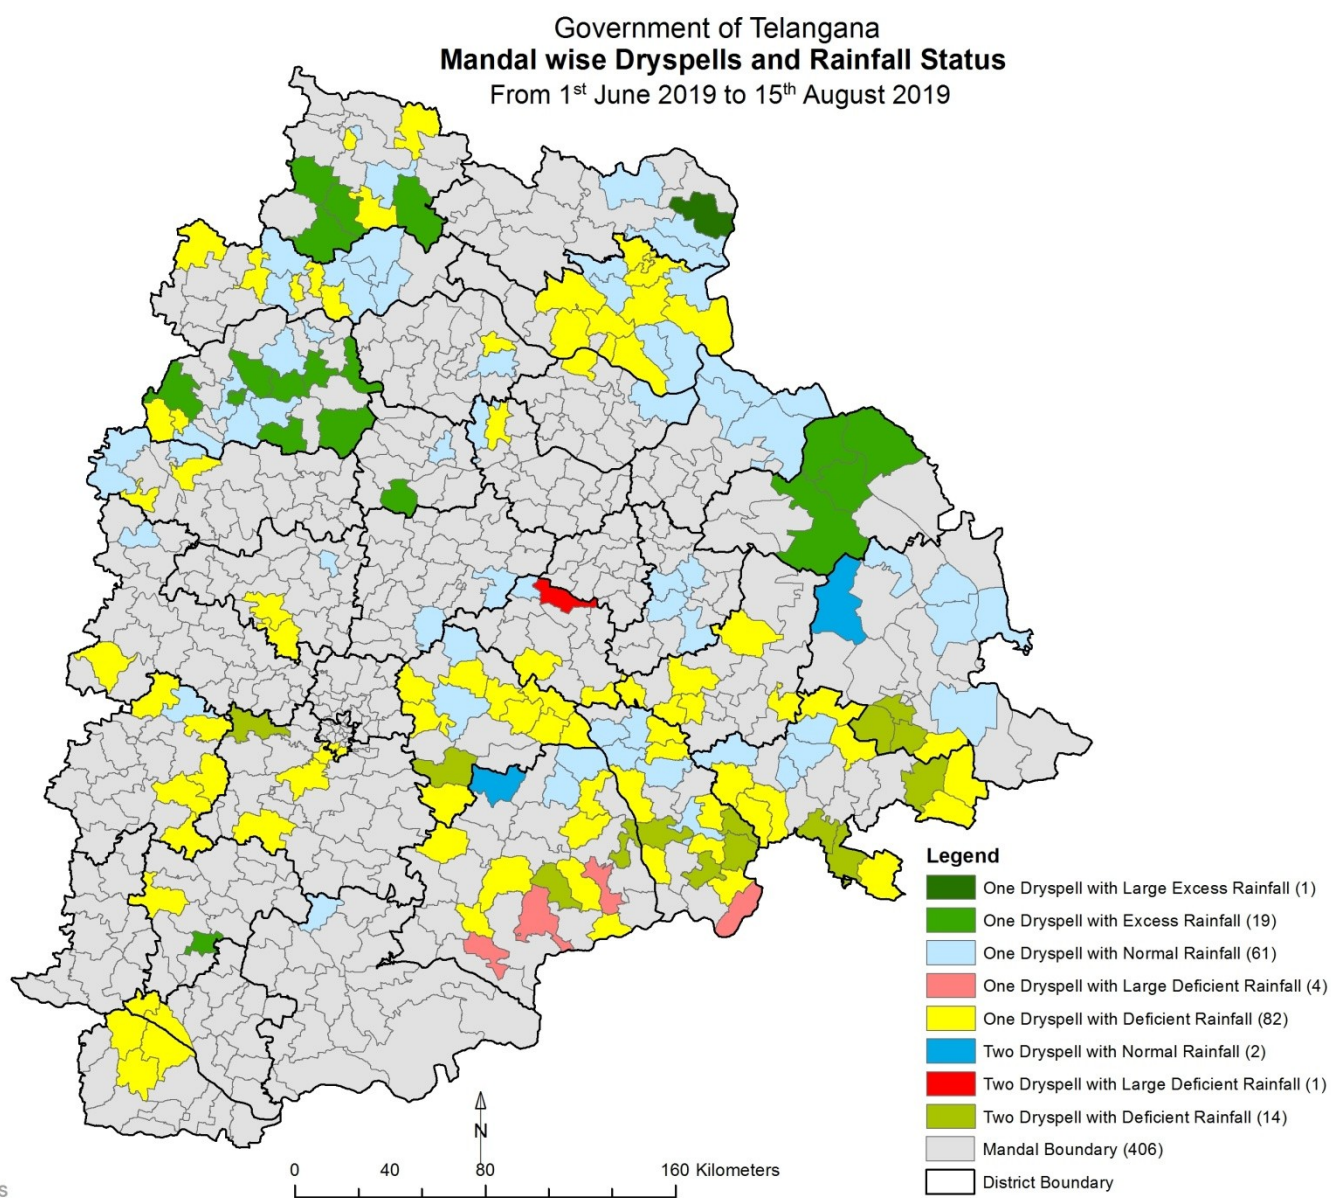 Government of Telangana
Mandal wise Dryspells and Rainfall Status
From 1st June 2019 to 15th August 2019
Legend
One Dryspell with Large Excess Rainfall (1)
One Dryspell with Excess Rainfall (19)
One Dryspell with Normal Rainfall (61)
One Dryspell with Large Deficient Rainfall (4)
One Dryspell with Deficient Rainfall (82)
Two Dryspell with Normal Rainfall (2)
Two Dryspell with Large Deficient Rainfall (1)
Two Dryspell with Deficient Rainfall (14)
Mandal Boundary (406)
District Boundary
N
0 40 80 160 Kilometers
s